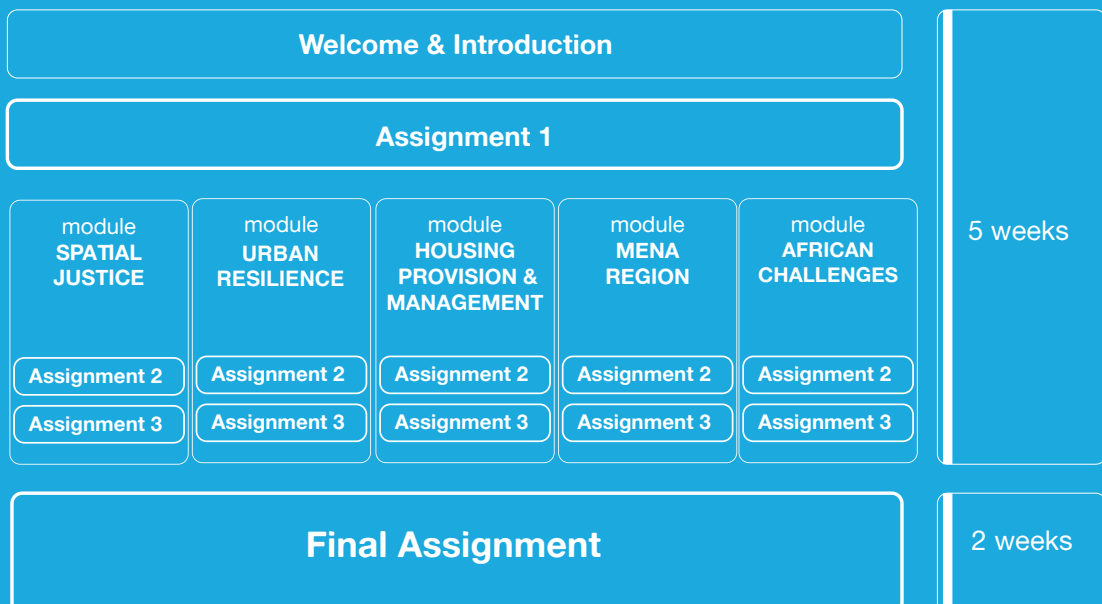 Welcome & Introduction
Assignment 1
module
SPATIAL
JUSTICE
Assignment 2
Assignment 3
module
URBAN
RESILIENCE
Assignment 2
Assignment 3
module
HOUSING
PROVISION &
MANAGEMENT
Assignment 2
Assignment 3
module
MENA
REGION
Assignment 2
Assignment 3
module
AFRICAN
CHALLENGES
Assignment 2
Assignment 3
5 weeks
Final Assignment
2 weeks